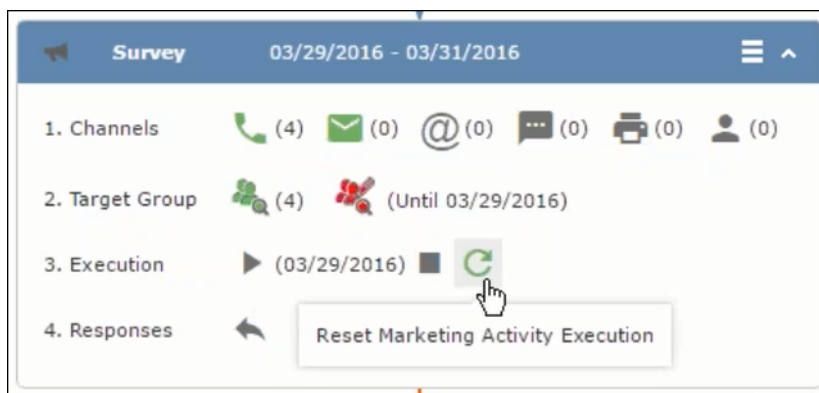 Survey 03/29/2016 - 03/31/2016
1. Channels (4) (0) @ (0) (0) (0) (0)
2. Target Group (4) (Until 03/29/2016)
3. Execution (03/29/2016)
4. Responses
Reset Marketing Activity Execution